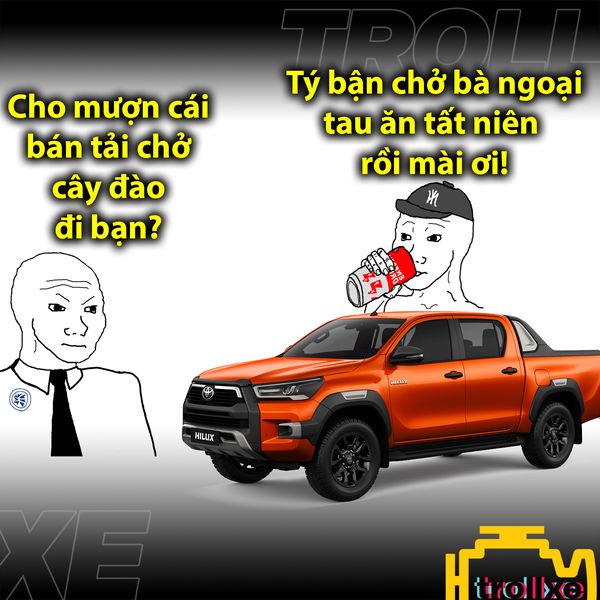 TROLL
Cho mượn cái
bán tải chở
cây đào
đi bạn?
Tý bận chở bà ngoại
tau ăn tất niên
rồi mài ơi!
HILUX
XE
trollxe